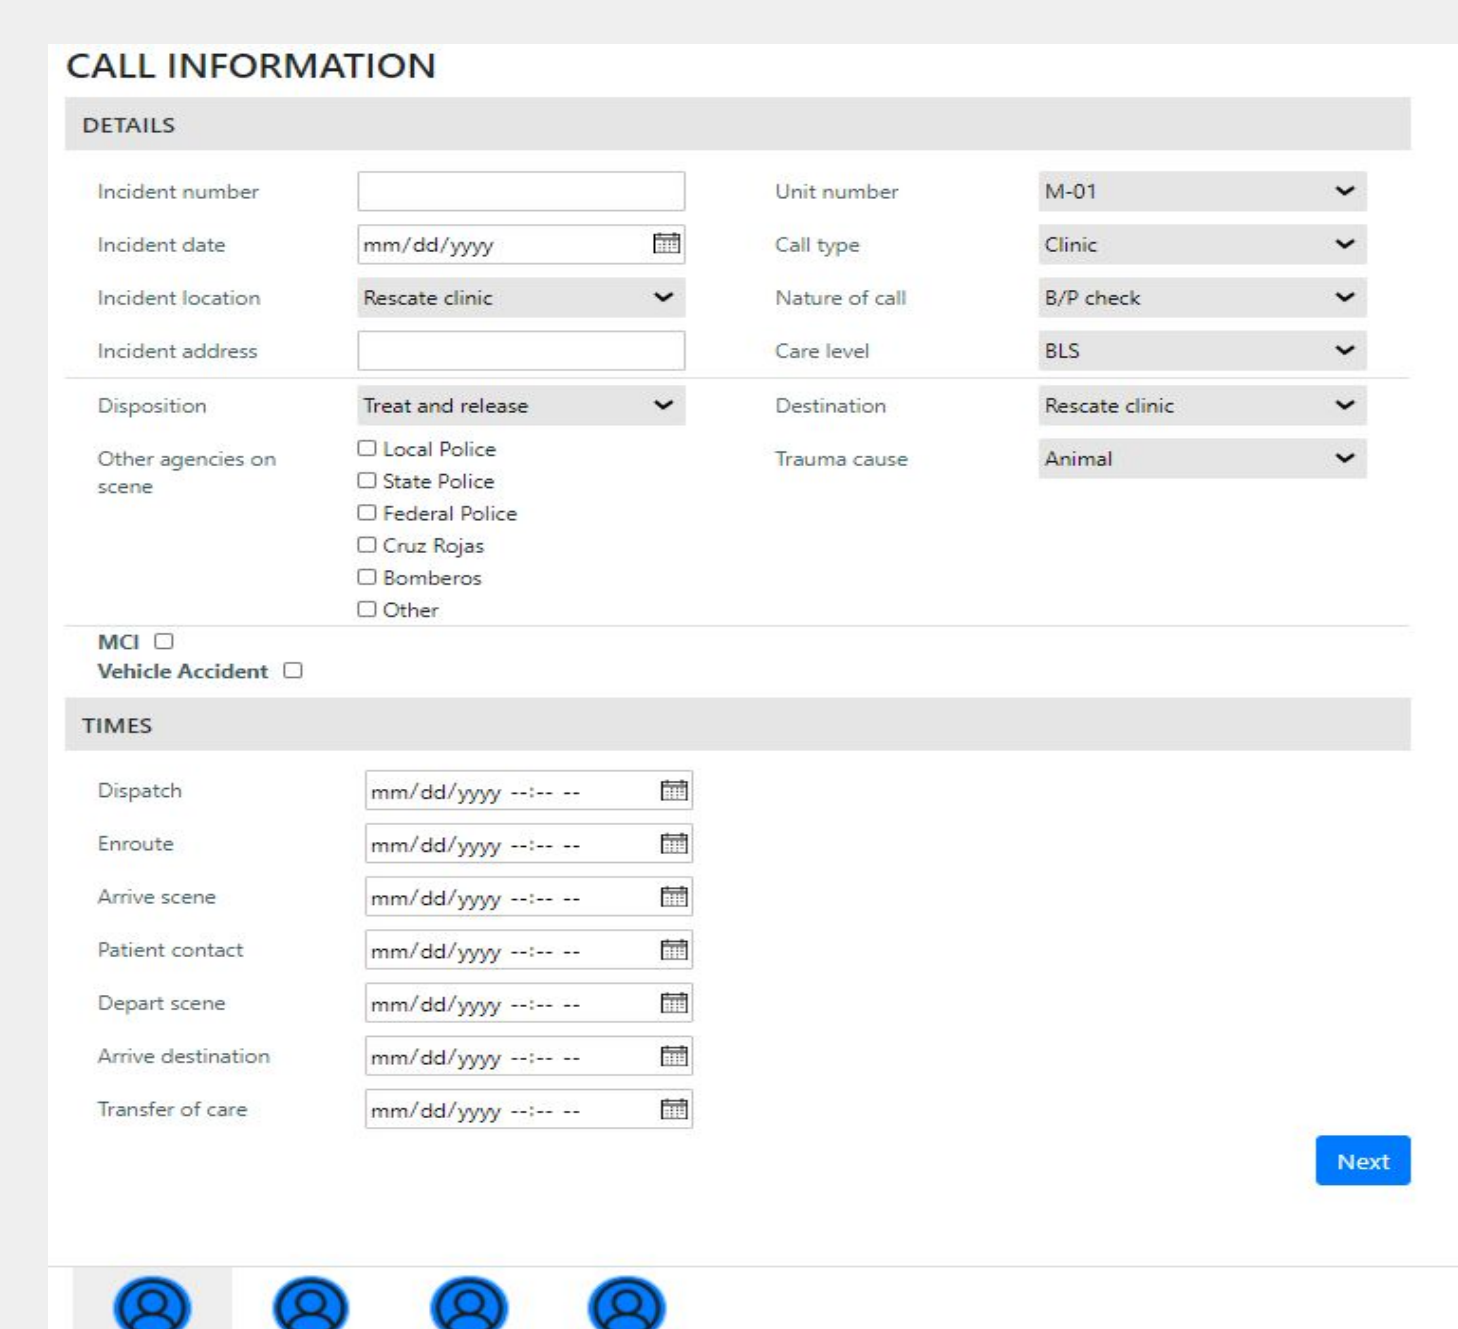 CALL INFORMATION
DETAILS
Incident number
Unit number M-01
Incident date mm/dd/yyyy
Call type Clinic
Incident location Rescate clinic
Nature of call B/P check
Incident address
Care level BLS
Disposition Treat and release
Destination Rescate clinic
Other agencies on
scene
Local Police
State Police
Federal Police
Cruz Rojas
Bomberos
Other
Trauma cause Animal
MCI
Vehicle Accident
TIMES
Dispatch mm/dd/yyyy --:-- --
Enroute mm/dd/yyyy --:-- --
Arrive scene mm/dd/yyyy --:-- --
Patient contact mm/dd/yyyy --:-- --
Depart scene mm/dd/yyyy --:-- --
Arrive destination mm/dd/yyyy --:-- --
Transfer of care mm/dd/yyyy --:-- --
Next